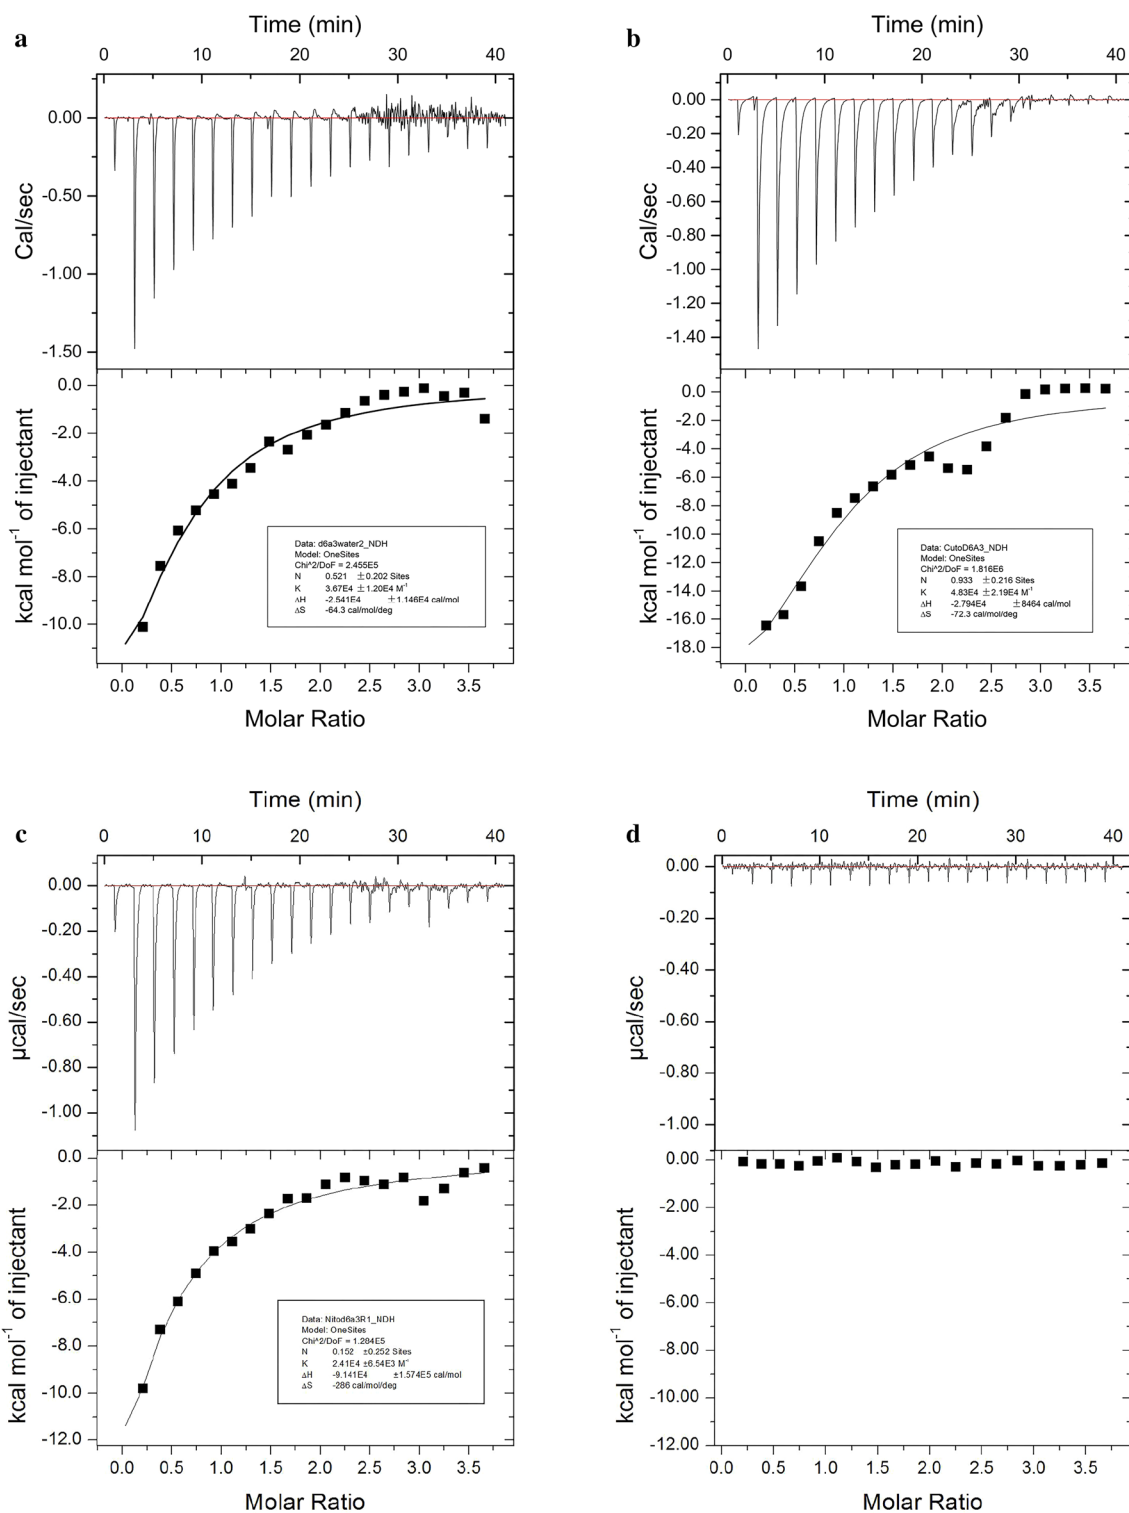 a
Time (min)
0 10 20 30 40
0.00
-0.50
-1.00
-1.50
Cal/sec
0.0
-2.0
-4.0
-6.0
-8.0
-10.0
kcal mol⁻¹ of injectant
Data: d6a3water2_NDH
Model: OneSites
Chi^2/DoF = 2.455E5
N 0.521 ±0.202 Sites
K 3.67E4 ±1.20E4 M⁻¹
ΔH -2.541E4 ±1.146E4 cal/mol
ΔS -64.3 cal/mol/deg
0.0 0.5 1.0 1.5 2.0 2.5 3.0 3.5
Molar Ratio
b
Time (min)
0 10 20 30 40
0.00
-0.20
-0.40
-0.60
-0.80
-1.00
-1.20
-1.40
Cal/sec
0.0
-2.0
-4.0
-6.0
-8.0
-10.0
-12.0
-14.0
-16.0
-18.0
kcal mol⁻¹ of injectant
Data: CutoD6A3_NDH
Model: OneSites
Chi^2/DoF = 1.816E6
N 0.933 ±0.216 Sites
K 4.83E4 ±2.19E4 M⁻¹
ΔH -2.794E4 ±8464 cal/mol
ΔS -72.3 cal/mol/deg
0.0 0.5 1.0 1.5 2.0 2.5 3.0 3.5
Molar Ratio
c
Time (min)
0 10 20 30 40
0.00
-0.20
-0.40
-0.60
-0.80
-1.00
µcal/sec
0.0
-2.0
-4.0
-6.0
-8.0
-10.0
-12.0
kcal mol⁻¹ of injectant
Data: Nitod6a3R1_NDH
Model: OneSites
Chi^2/DoF = 1.284E5
N 0.152 ±0.252 Sites
K 2.41E4 ±6.54E3 M⁻¹
ΔH -9.141E4 ±1.574E5 cal/mol
ΔS -286 cal/mol/deg
0.0 0.5 1.0 1.5 2.0 2.5 3.0 3.5
Molar Ratio
d
Time (min)
0 10 20 30 40
0.00
-0.20
-0.40
-0.60
-0.80
-1.00
µcal/sec
0.00
-2.00
-4.00
-6.00
-8.00
-10.00
-12.00
kcal mol⁻¹ of injectant
0.0 0.5 1.0 1.5 2.0 2.5 3.0 3.5
Molar Ratio